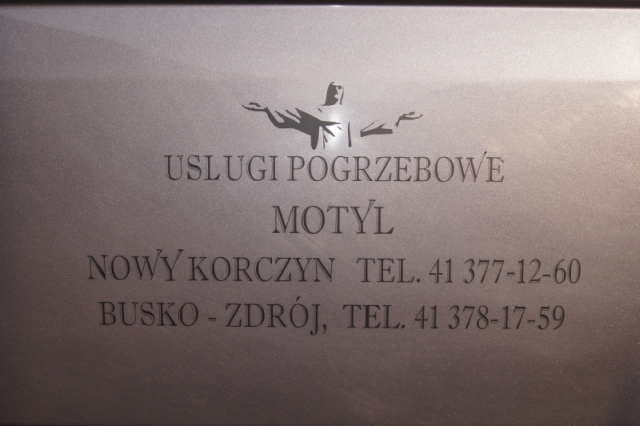 USLUGI POGRZEBOWE
MOTYL
NOWY KORCZYN TEL. 41 377-12-60
BUSKO - ZDRÓJ, TEL. 41 378-17-59